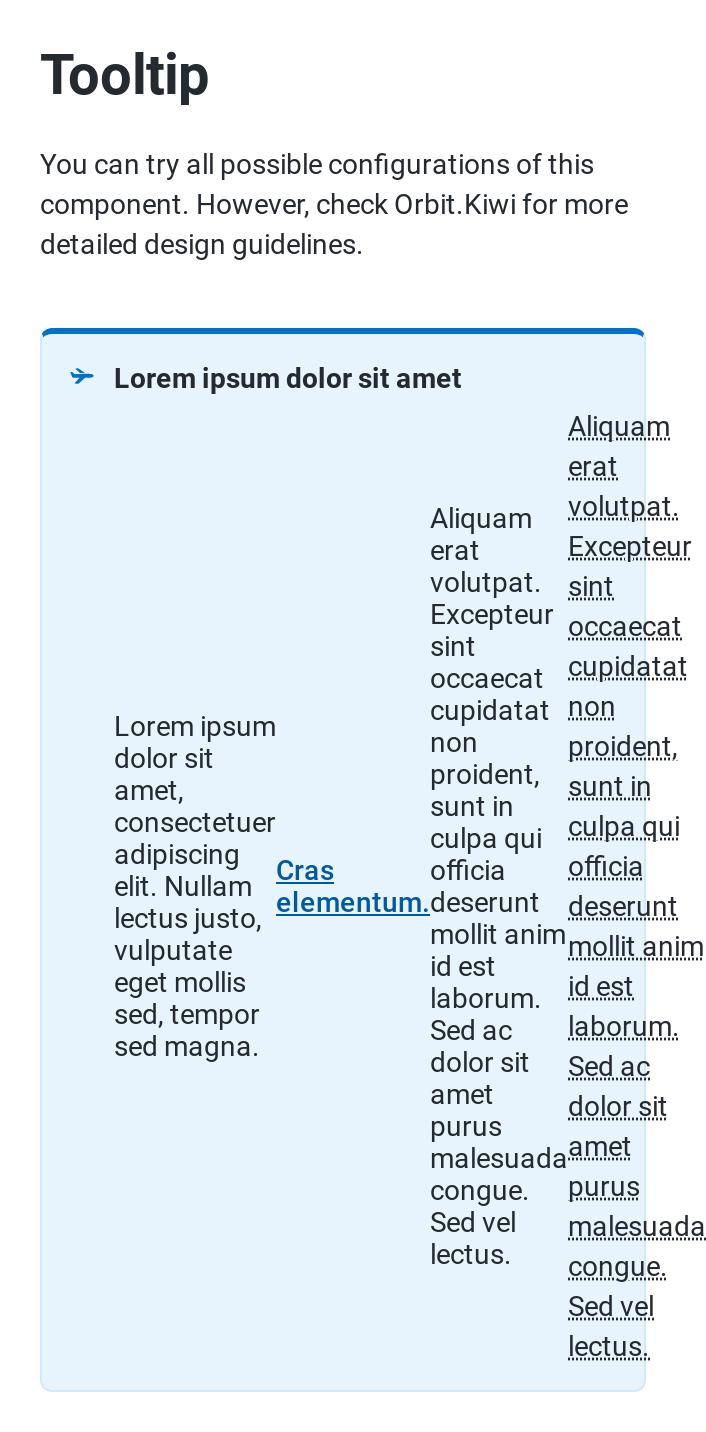 Tooltip
You can try all possible configurations of this
component. However, check Orbit.Kiwi for more
detailed design guidelines.
Lorem ipsum dolor sit amet
Lorem ipsum
dolor sit
amet,
consectetuer
adipiscing
elit. Nullam
lectus justo,
vulputate
eget mollis
sed, tempor
sed magna.
Cras
elementum.
Aliquam
erat
volutpat.
Excepteur
sint
occaecat
cupidatat
non
proident,
sunt in
culpa qui
officia
deserunt
mollit anim
id est
laborum.
Sed ac
dolor sit
amet
purus
malesuada
congue.
Sed vel
lectus.
Aliquam
erat
volutpat.
Excepteur
sint
occaecat
cupidatat
non
proident,
sunt in
culpa qui
officia
deserunt
mollit anim
id est
laborum.
Sed ac
dolor sit
amet
purus
malesuada
congue.
Sed vel
lectus.